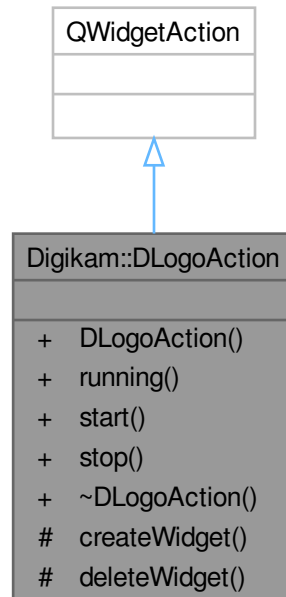 QWidgetAction
Digikam::DLogoAction
+ DLogoAction()
+ running()
+ start()
+ stop()
+ ~DLogoAction()
# createWidget()
# deleteWidget()